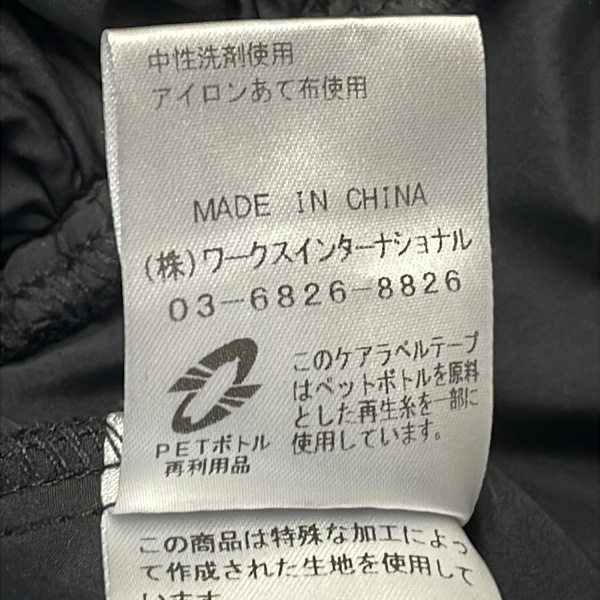 中性洗剤使用
アイロンあて布使用
MADE IN CHINA
(株)ワークスインターナショナル
03-6826-8826
PETボトル
再利用品
このケアラベルテープ
はペットボトルを原料
とした再生糸を一部に
使用しています。
この商品は特殊な加工によっ
て作成された生地を使用して
います